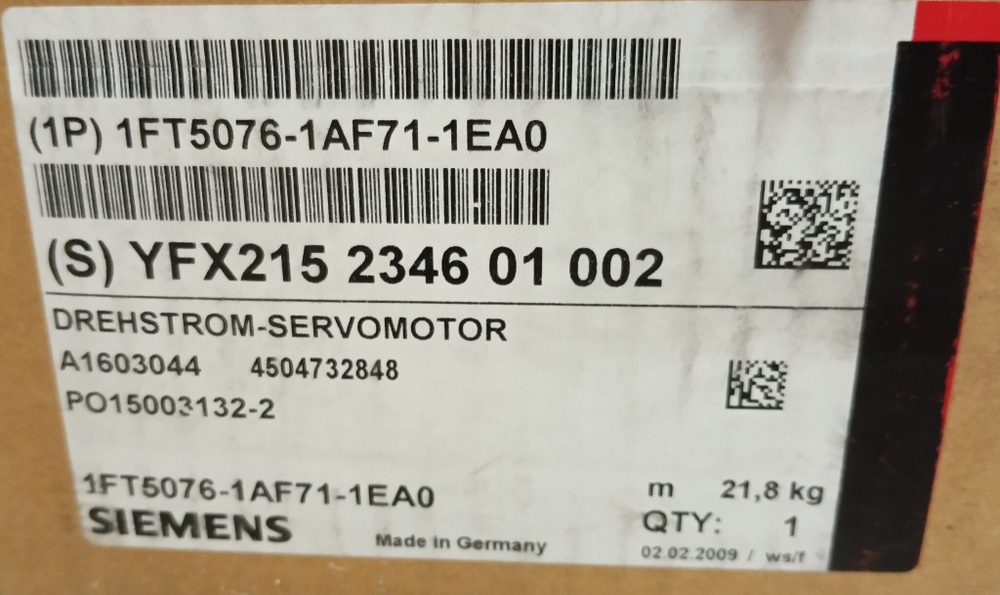 (1P) 1FT5076-1AF71-1EA0
(S) YFX215 2346 01 002
DREHSTROM-SERVOMOTOR
A1603044 4504732848
PO15003132-2
1FT5076-1AF71-1EA0
m 21,8 kg
SIEMENS
QTY: 1
Made in Germany
02.02.2009 / ws/f